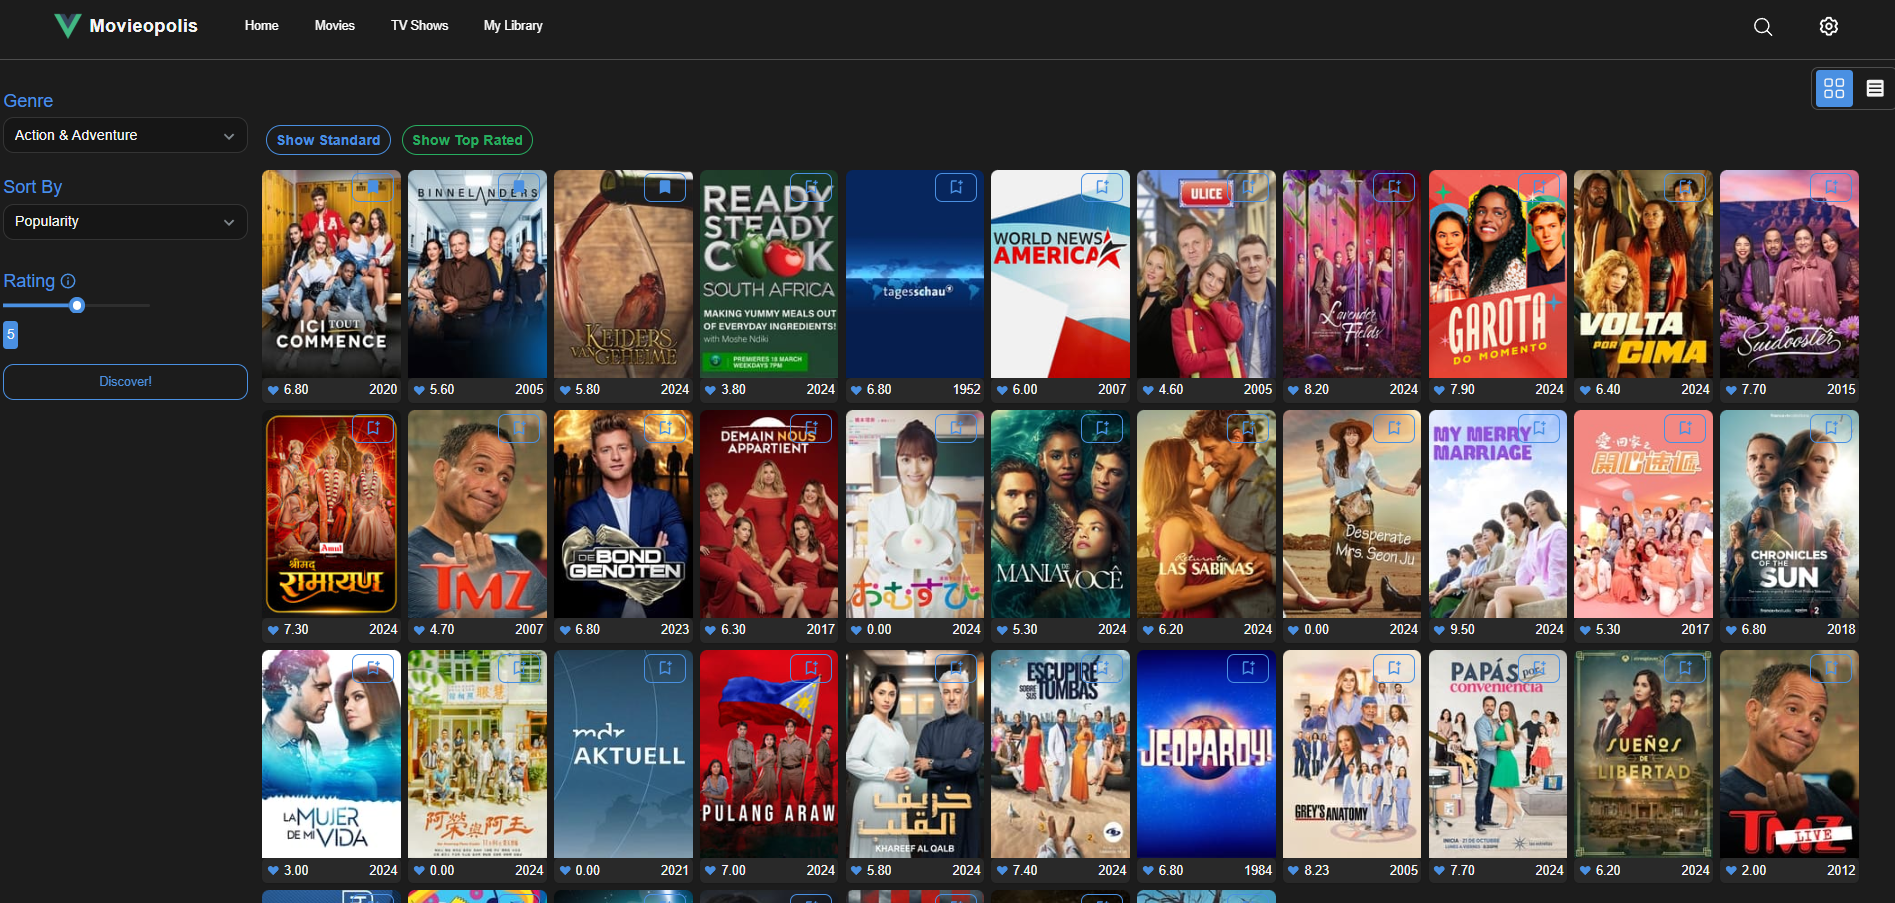 Movieopolis
Home
Movies
TV Shows
My Library
Genre
Action & Adventure
Sort By
Popularity
Rating
5
Discover!
Show Standard
Show Top Rated
ICI TOUT
COMMENCE
6.80 2020
BINNELANDERS
5.60 2005
KELDERS
VAN GEHEIME
5.80 2024
READY
STEADY
COOK
SOUTH AFRICA
MAKING YUMMY MEALS OUT
OF EVERYDAY INGREDIENTS!
with Moshe Ndiki
PREMIERES 18 MARCH
WEEKDAYS 7PM
3.80 2024
tagesschau
6.80 1952
WORLD NEWS
AMERICA
6.00 2007
ULICE
4.60 2005
Lavender
Fields
8.20 2024
GAROTA
DO MOMENTO
7.90 2024
VOLTA
POR CIMA
6.40 2024
Suidooster
7.70 2015
Amul
श्रीमद्
रामायण
7.30 2024
TMZ
4.70 2007
DE BOND
GENOTEN
6.80 2023
DEMAIN NOUS
APPARTIENT
6.30 2017
おむすび
0.00 2024
MANIA DE VOCÊ
5.30 2024
Return to
LAS SABINAS
6.20 2024
Desperate
Mrs. Seon Ju
0.00 2024
MY MERRY
MARRIAGE
9.50 2024
愛·回家之
開心速遞
5.30 2017
CHRONICLES
OF THE
SUN
2
6.80 2018
LA MUJER
DE MI VIDA
3.00 2024
阿榮與阿玉
0.00 2024
mdr
AKTUELL
0.00 2021
PULANG ARAW
7.00 2024
خريف
القلب
KHAREEF AL QALB
5.80 2024
ESCUPIRÉ
SOBRE SUS TUMBAS
7.40 2024
JEOPARDY!
6.80 1984
GREY'S ANATOMY
8.23 2005
PAPÁS por
conveniencia
INICIA - 21 DE OCTUBRE
7.70 2024
SUEÑOS
DE
LIBERTAD
6.20 2024
TMZ
LIVE
2.00 2012